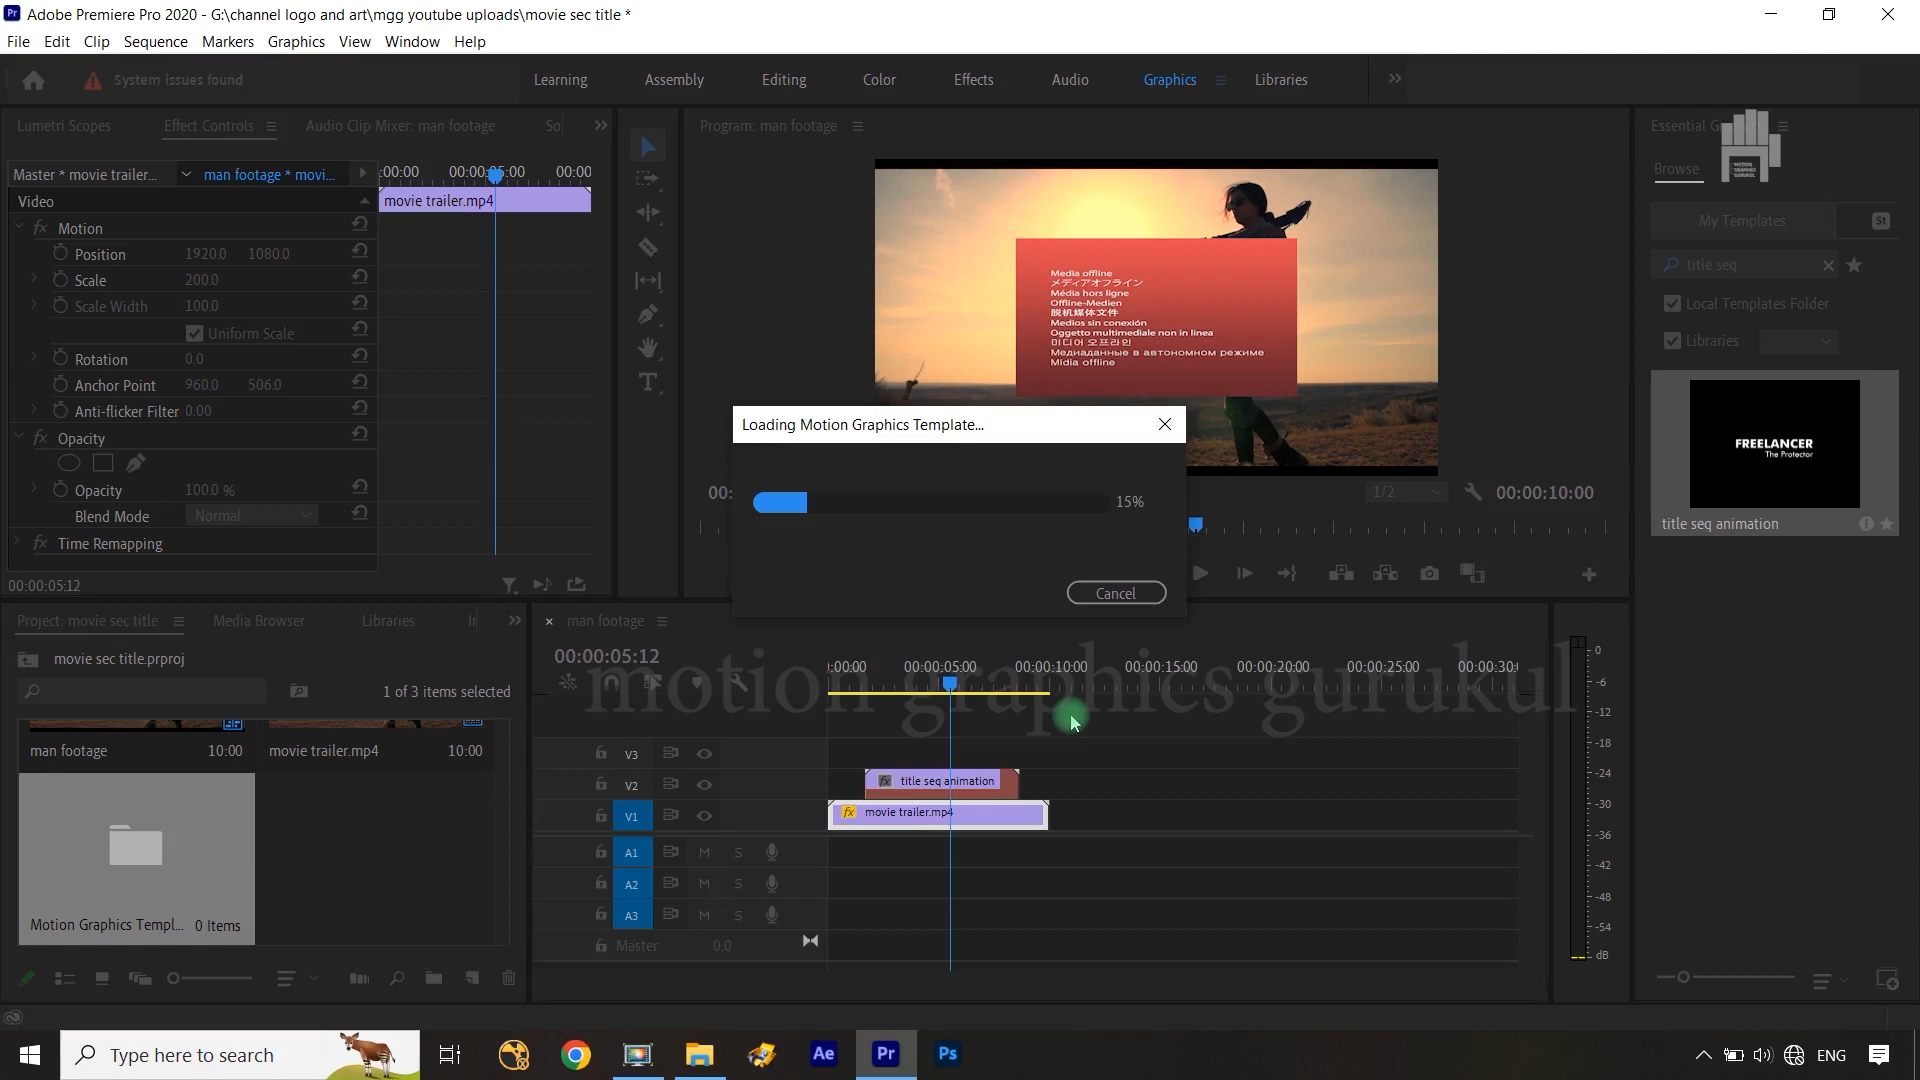 Adobe Premiere Pro 2020 - G:\channel logo and art\mgg youtube uploads\movie sec title *
File Edit Clip Sequence Markers Graphics View Window Help
System issues found
Learning Assembly Editing Color Effects Audio Graphics Libraries
Lumetri Scopes Effect Controls Audio Clip Mixer: man footage So
Program: man footage
Browse
MOTION GRAPHICS GURUKUL
Master * movie trailer... man footage * movi...
:00:00 00:00:05:00 00:00
Video
movie trailer.mp4
Motion
Position 1920.0 1080.0
Scale 200.0
Scale Width 100.0
Uniform Scale
Rotation 0.0
Anchor Point 960.0 506.0
Anti-flicker Filter 0.00
Opacity
Opacity 100.0 %
Blend Mode Normal
Time Remapping
00:00:05:12
Media offline
メディアオフライン
Média hors ligne
Offline-Medien
脱机媒体文件
Medios sin conexión
Oggetto multimediale non in linea
미디어 오프라인
Медиаданные в автономном режиме
Mídia offline
00:
1/2
00:00:10:00
Loading Motion Graphics Template...
15%
Cancel
My Templates St
title seq
Local Templates Folder
Libraries
FREELANCER
The Protector
title seq animation
Project: movie sec title Media Browser Libraries
movie sec title.prproj
1 of 3 items selected
man footage 10:00 movie trailer.mp4 10:00
Motion Graphics Templ... 0 Items
man footage
00:00:05:12
:00:00 00:00:05:00 00:00:10:00 00:00:15:00 00:00:20:00 00:00:25:00 00:00:30:0
motion graphics gurukul
V3
V2 fx title seq animation
V1 fx movie trailer.mp4
A1 M S
A2 M S
A3 M S
Master 0.0
0
-6
-12
-18
-24
-30
-36
-42
-48
-54
dB
Type here to search
Ae Pr Ps
ENG